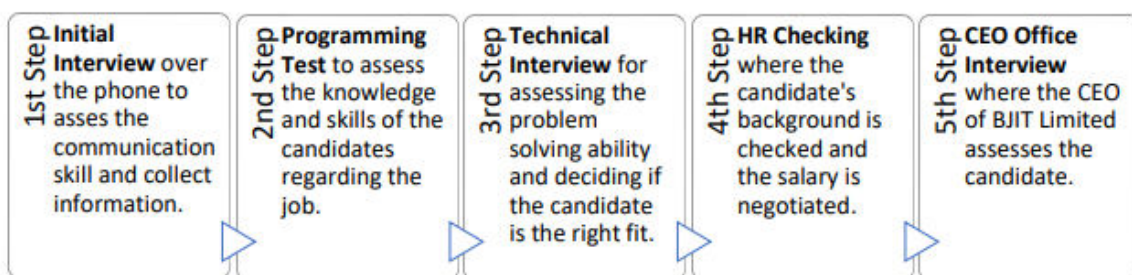 1st Step
Initial
Interview over
the phone to
asses the
communication
skill and collect
information.
2nd Step
Programming
Test to assess
the knowledge
and skills of the
candidates
regarding the
job.
3rd Step
Technical
Interview for
assessing the
problem
solving ability
and deciding if
the candidate
is the right fit.
4th Step
HR Checking
where the
candidate's
background is
checked and
the salary is
negotiated.
5th Step
CEO Office
Interview
where the CEO
of BJIT Limited
assesses the
candidate.